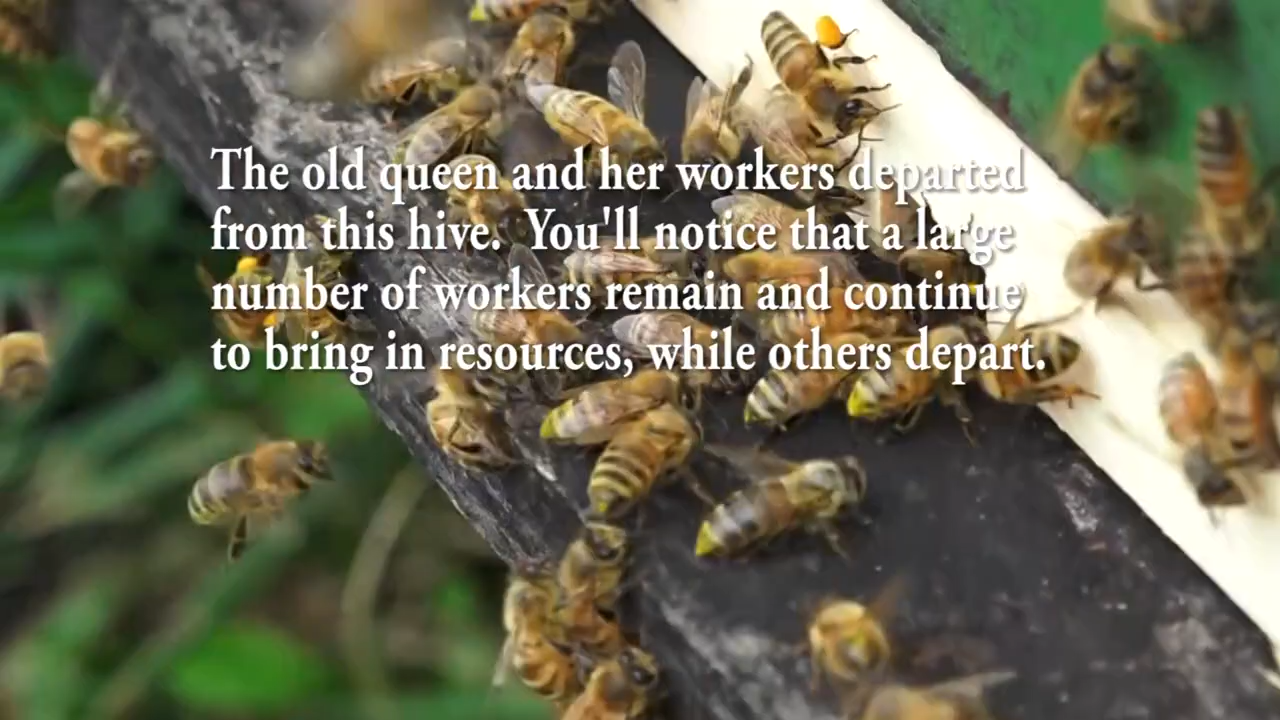 The old queen and her workers departed
from this hive.  You'll notice that a large
number of workers remain and continue
to bring in resources, while others depart.